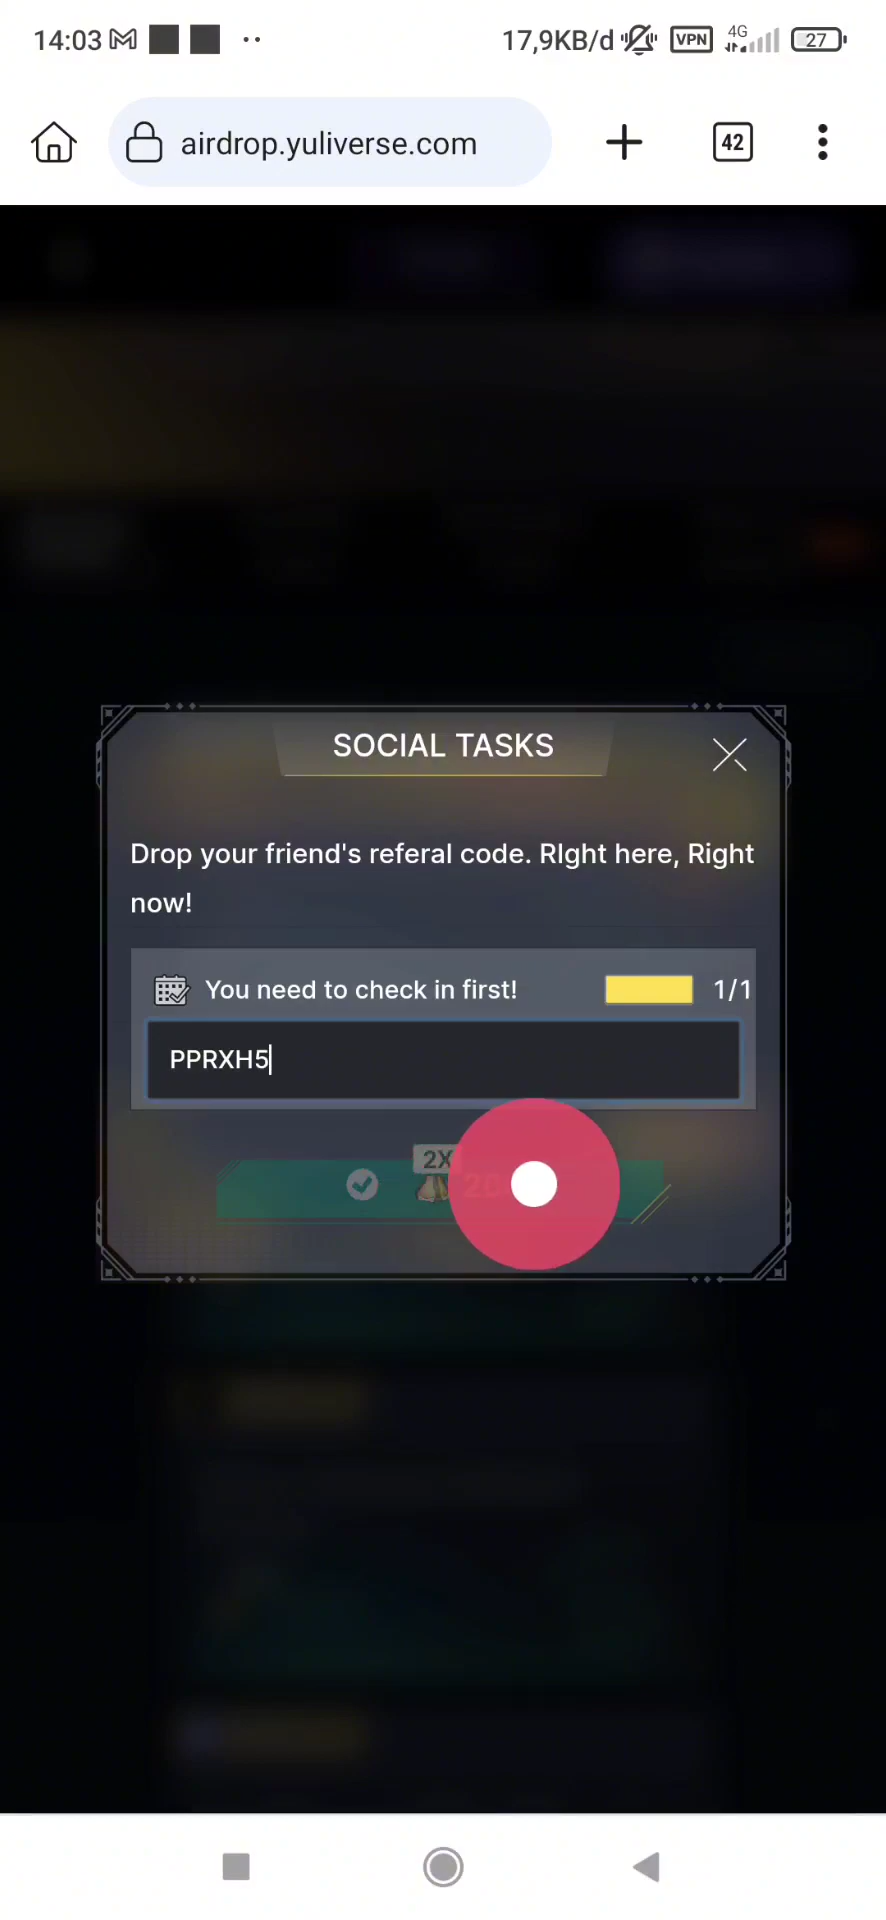 14:03
17,9KB/d VPN 4G 27
airdrop.yuliverse.com
42
SOCIAL TASKS
Drop your friend's referal code. RIght here, Right
now!
You need to check in first! 1/1
PPRXH5
2X